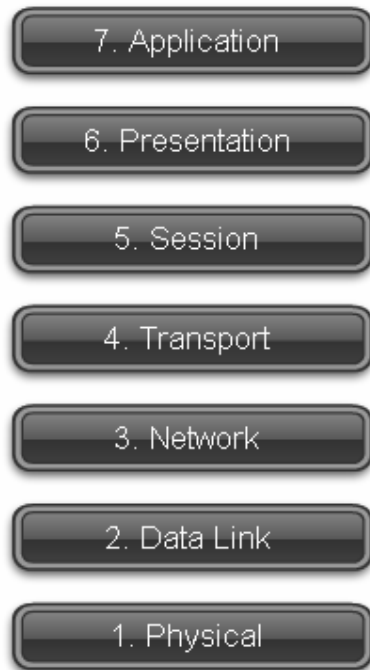 7. Application
6. Presentation
5. Session
4. Transport
3. Network
2. Data Link
1. Physical